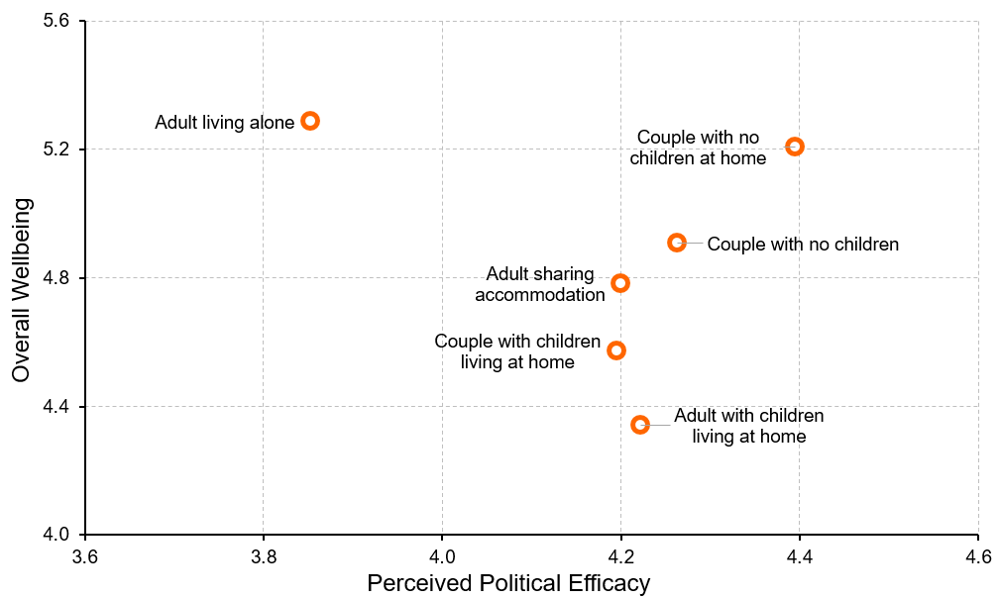 5.6
Adult living alone
Couple with no
children at home
5.2
Couple with no children
Adult sharing
accommodation
4.8
Couple with children
living at home
4.4
Adult with children
living at home
4.0
3.6
3.8
4.0
4.2
4.4
4.6
Perceived Political Efficacy
Overall Wellbeing